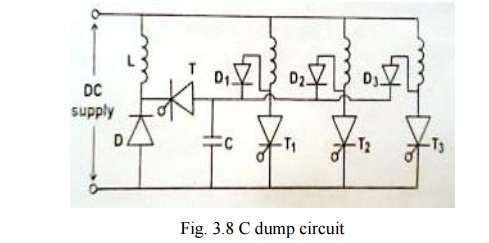 L
T
D₁
D₂
D₃
DC
supply
D
C
T₁
T₂
T₃
Fig. 3.8 C dump circuit